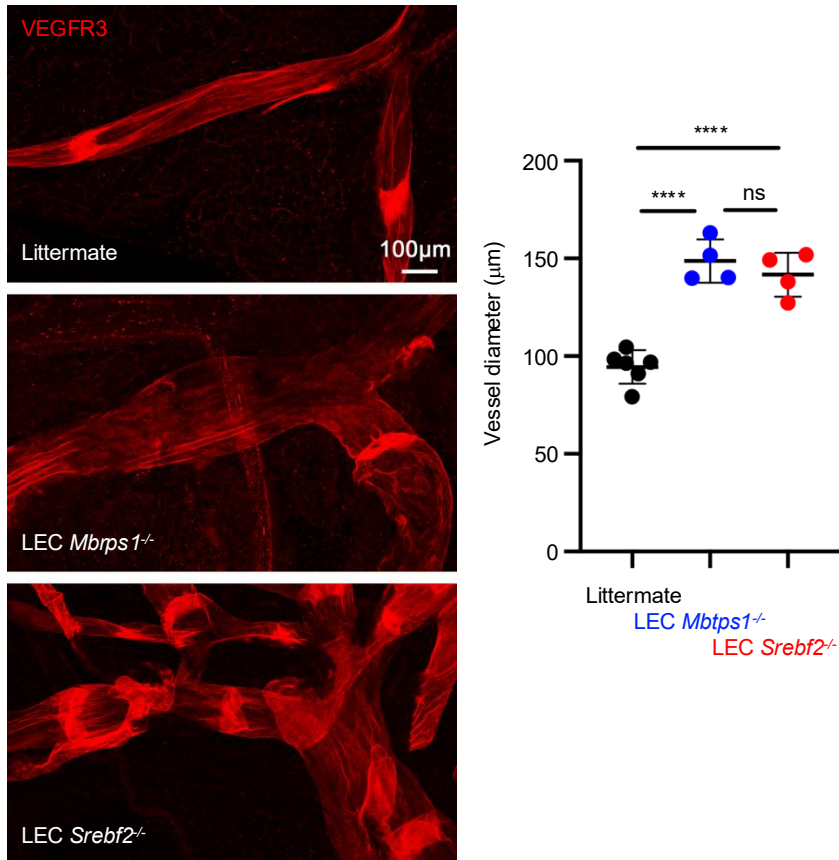 VEGFR3
Littermate
100μm
LEC Mbrps1-/-
LEC Srebf2-/-
****
****
ns
Vessel diameter (μm)
200
150
100
50
0
Littermate
LEC Mbtps1-/-
LEC Srebf2-/-